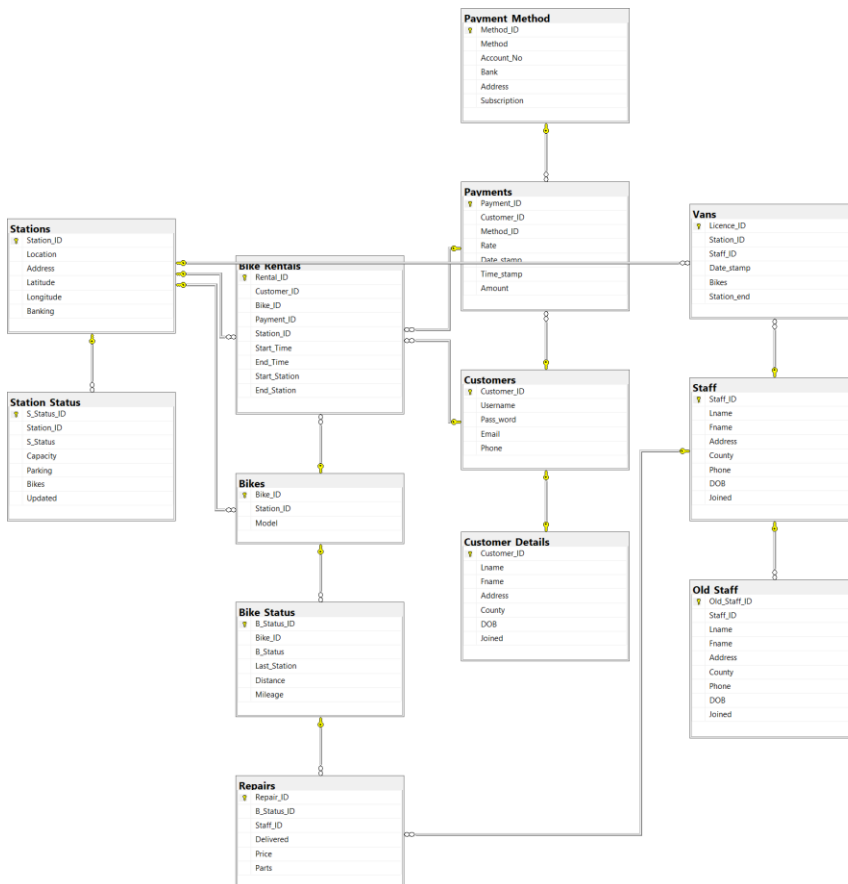 Payment Method
Method_ID
Method
Account_No
Bank
Address
Subscription
Payments
Payment_ID
Customer_ID
Method_ID
Rate
Date_stamp
Time_stamp
Amount
Vans
Licence_ID
Station_ID
Staff_ID
Date_stamp
Bikes
Station_end
Stations
Station_ID
Location
Address
Latitude
Longitude
Banking
Bike Rentals
Rental_ID
Customer_ID
Bike_ID
Payment_ID
Station_ID
Start_Time
End_Time
Start_Station
End_Station
Customers
Customer_ID
Username
Pass_word
Email
Phone
Staff
Staff_ID
Lname
Fname
Address
County
Phone
DOB
Joined
Station Status
S_Status_ID
Station_ID
S_Status
Capacity
Parking
Bikes
Updated
Bikes
Bike_ID
Station_ID
Model
Customer Details
Customer_ID
Lname
Fname
Address
County
DOB
Joined
Old Staff
Old_Staff_ID
Staff_ID
Lname
Fname
Address
County
Phone
DOB
Joined
Bike Status
B_Status_ID
Bike_ID
B_Status
Last_Station
Distance
Mileage
Repairs
Repair_ID
B_Status_ID
Staff_ID
Delivered
Price
Parts